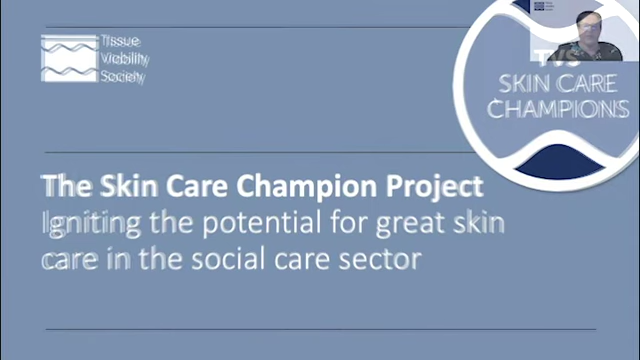 Tissue
Viability
Society
TVS
SKIN CARE
CHAMPIONS
The Skin Care Champion Project
Igniting the potential for great skin
care in the social care sector